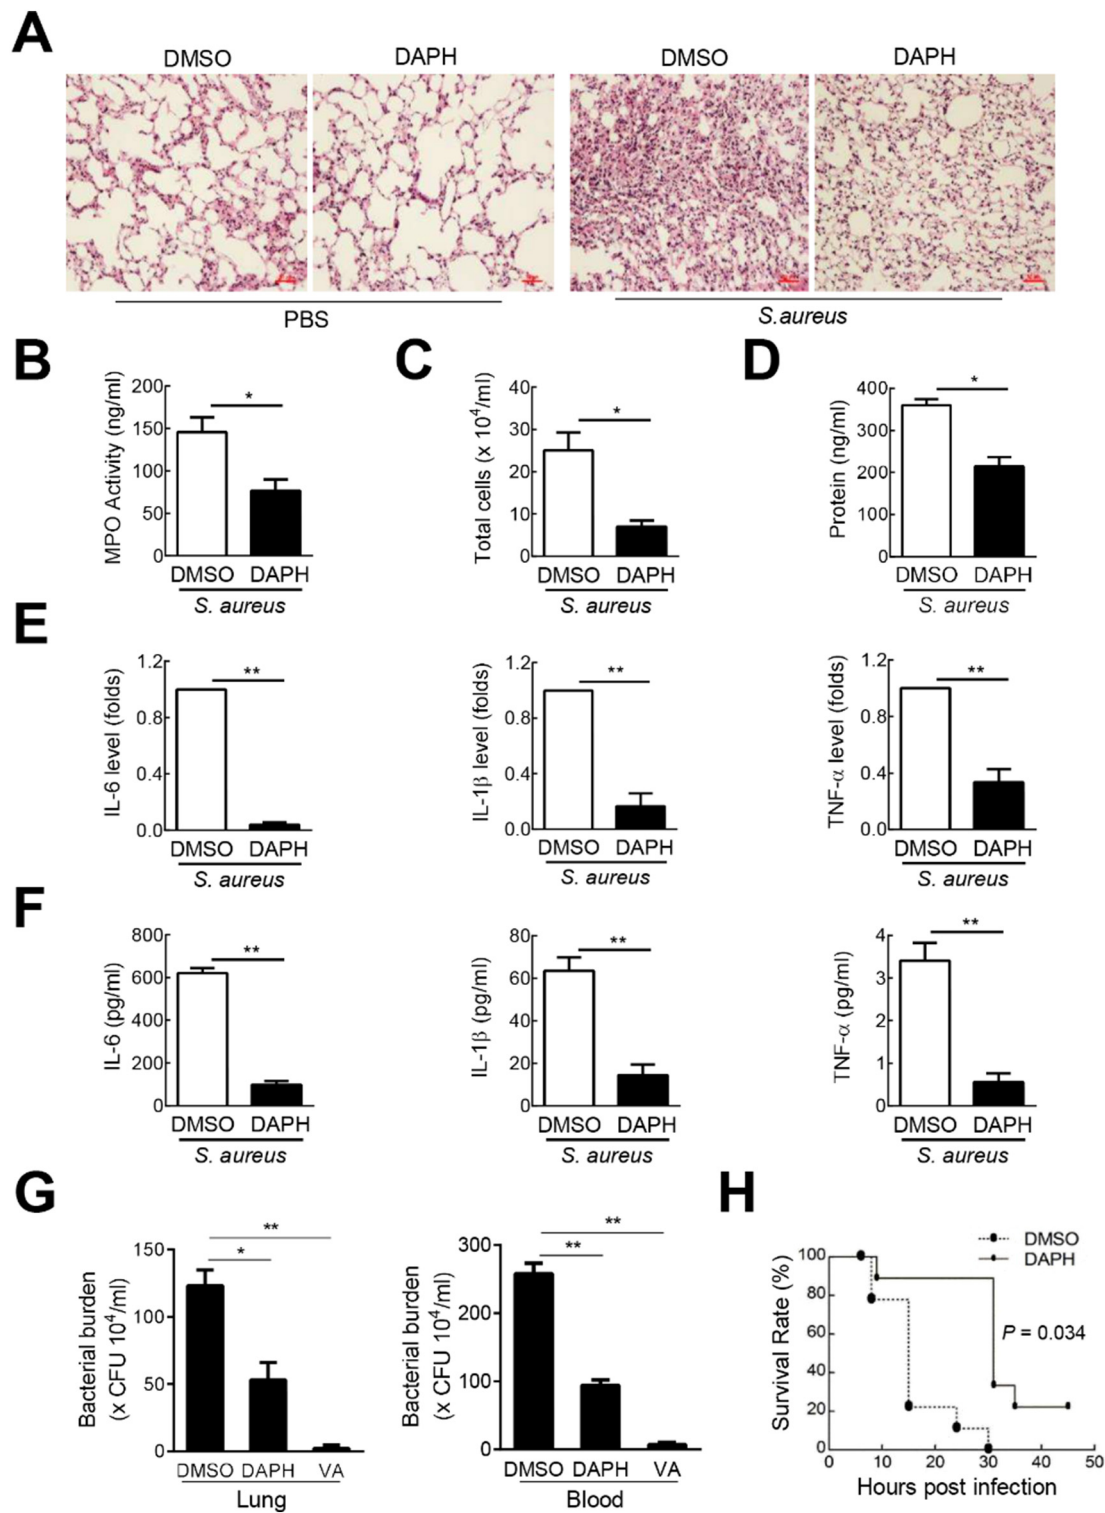 A
DMSO DAPH DMSO DAPH
PBS S.aureus
B C D
MPO Activity (ng/ml)
200
150
100
50
0
*
DMSO DAPH
S. aureus
Total cells (x 10⁴/ml)
40
30
20
10
0
*
DMSO DAPH
S. aureus
Protein (ng/ml)
400
300
200
100
0
*
DMSO DAPH
S. aureus
E
IL-6 level (folds)
1.2
0.8
0.4
0.0
**
DMSO DAPH
S. aureus
IL-1β level (folds)
1.2
0.8
0.4
0
**
DMSO DAPH
S. aureus
TNF-α level (folds)
1.2
0.8
0.4
0
**
DMSO DAPH
S. aureus
F
IL-6 (pg/ml)
800
600
400
200
0
**
DMSO DAPH
S. aureus
IL-1β (pg/ml)
80
60
40
20
0
**
DMSO DAPH
S. aureus
TNF-α (pg/ml)
4
3
2
1
0
**
DMSO DAPH
S. aureus
G
Bacterial burden
(x CFU 10⁴/ml)
150
100
50
0
**
*
DMSO DAPH VA
Lung
Bacterial burden
(x CFU 10⁴/ml)
300
200
100
0
**
**
DMSO DAPH VA
Blood
H
Survival Rate (%)
100
80
60
40
20
0
DMSO
DAPH
P = 0.034
0 10 20 30 40 50
Hours post infection